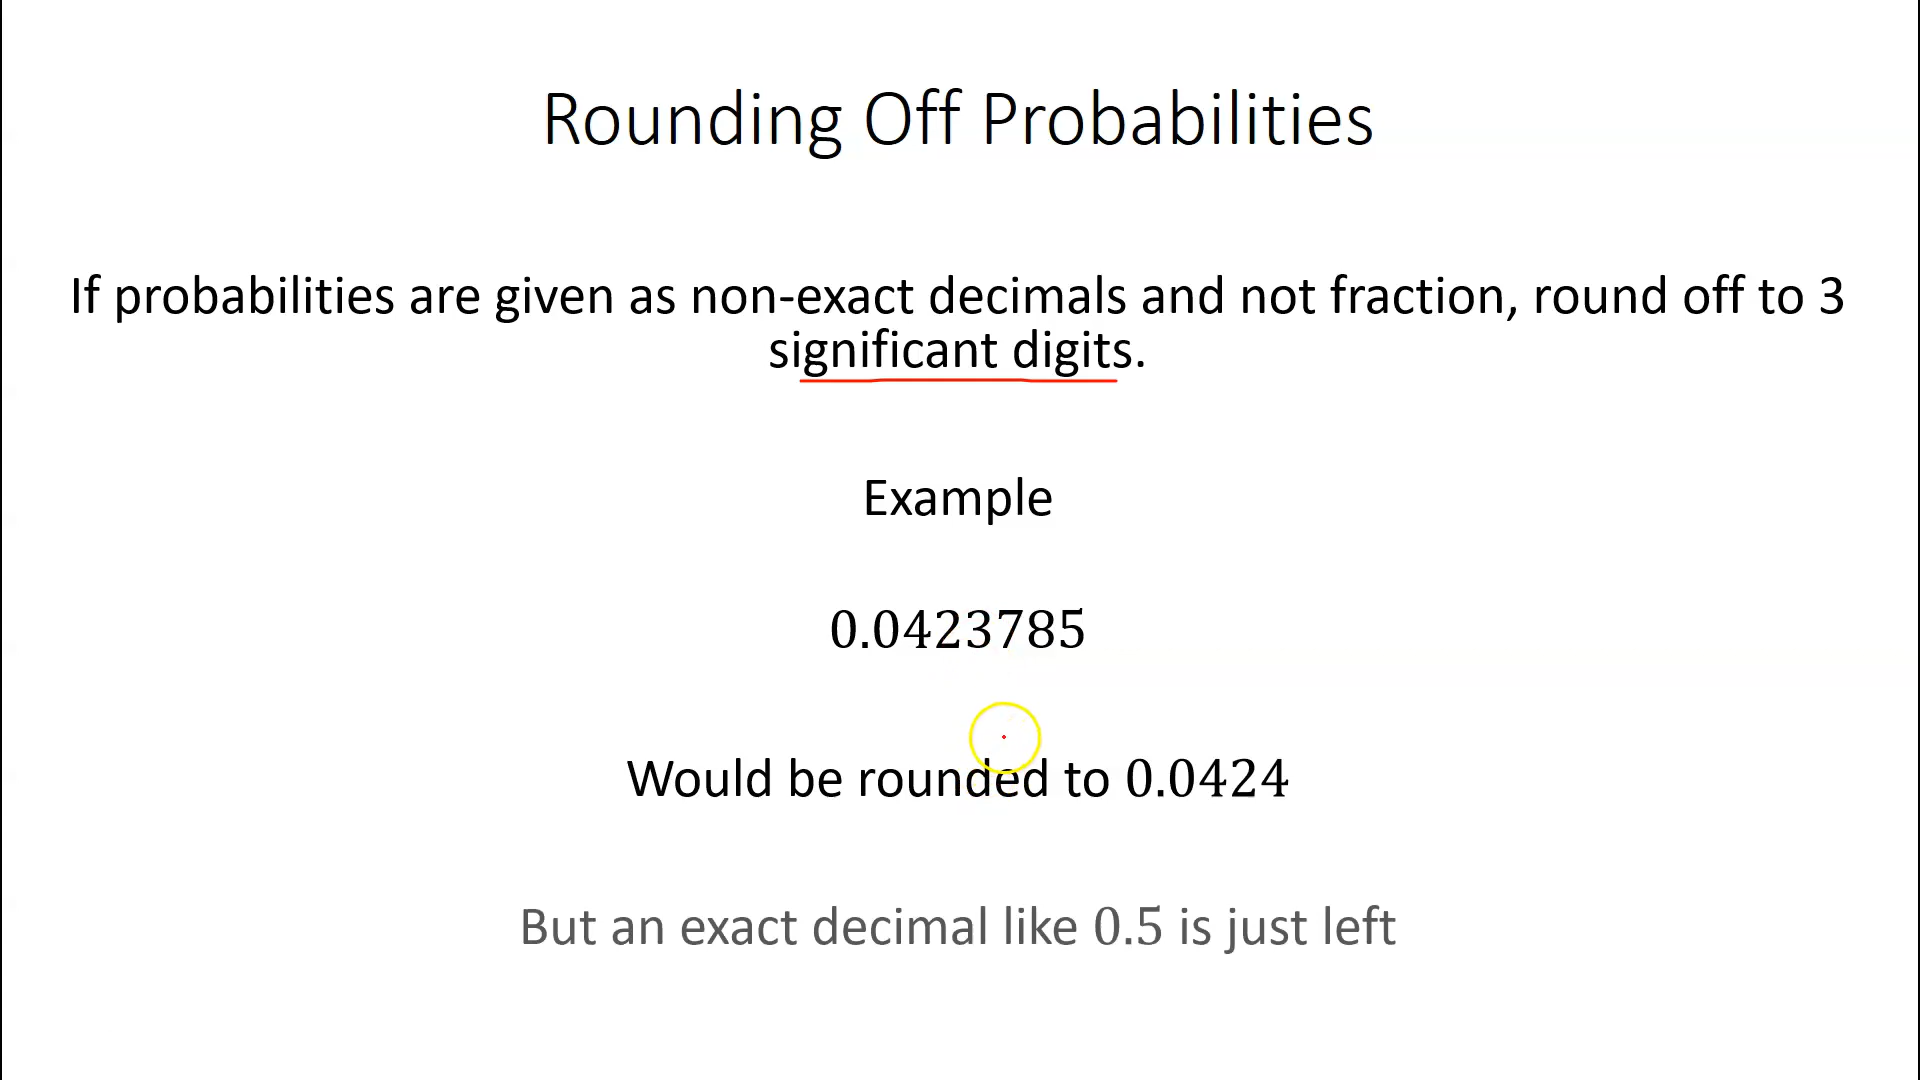 Rounding Off Probabilities
If probabilities are given as non-exact decimals and not fraction, round off to 3
significant digits.
Example
0.0423785
Would be rounded to 0.0424
But an exact decimal like 0.5 is just left